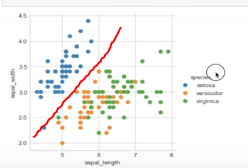 4.5
4.0
3.5
3.0
2.5
2.0
sepal_width
5
6
7
8
sepal_length
species
setosa
versicolor
virginica